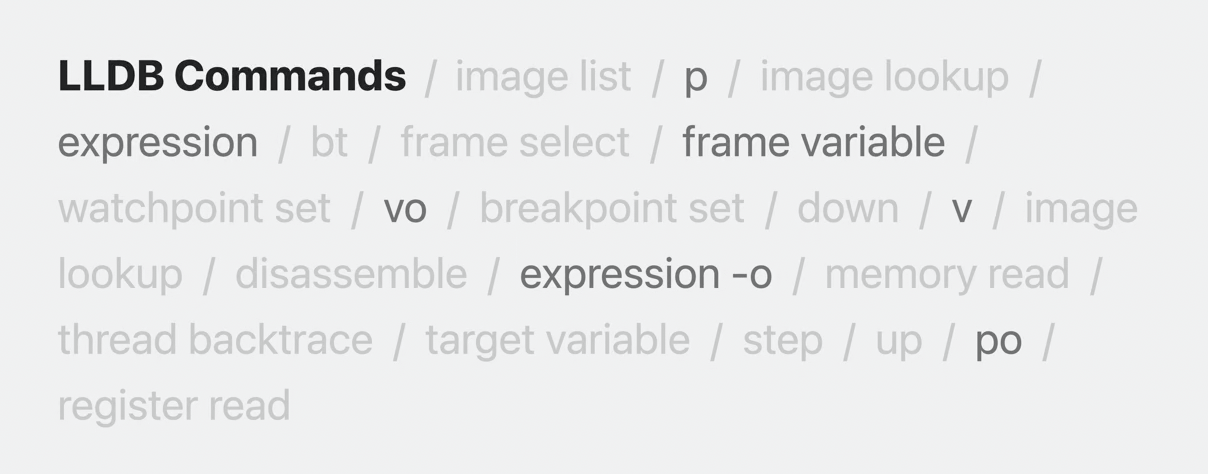 LLDB Commands / image list / p / image lookup /
expression / bt / frame select / frame variable /
watchpoint set / vo / breakpoint set / down / v / image
lookup / disassemble / expression -o / memory read /
thread backtrace / target variable / step / up / po /
register read